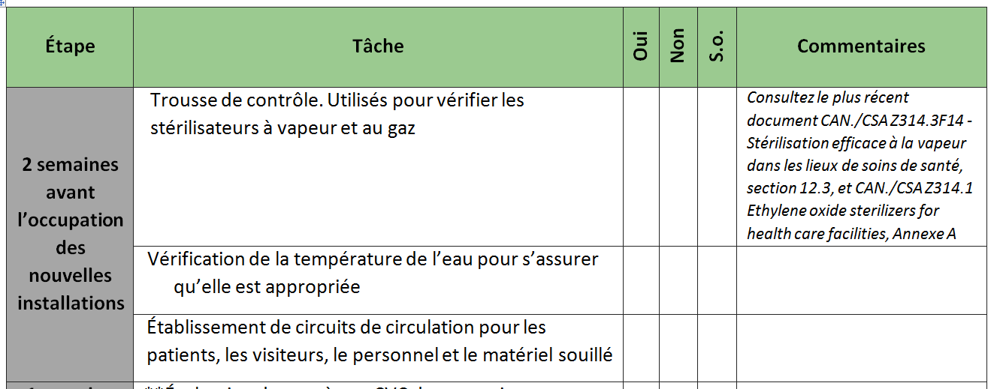 Étape
Tâche
Oui
Non
S.o.
Commentaires
2 semaines
avant
l’occupation
des
nouvelles
installations
Trousse de contrôle. Utilisés pour vérifier les
stérilisateurs à vapeur et au gaz
Consultez le plus récent
document CAN./CSA Z314.3F14 -
Stérilisation efficace à la vapeur
dans les lieux de soins de santé,
section 12.3, et CAN./CSA Z314.1
Ethylene oxide sterilizers for
health care facilities, Annexe A
Vérification de la température de l’eau pour s’assurer
qu’elle est appropriée
Établissement de circuits de circulation pour les
patients, les visiteurs, le personnel et le matériel souillé